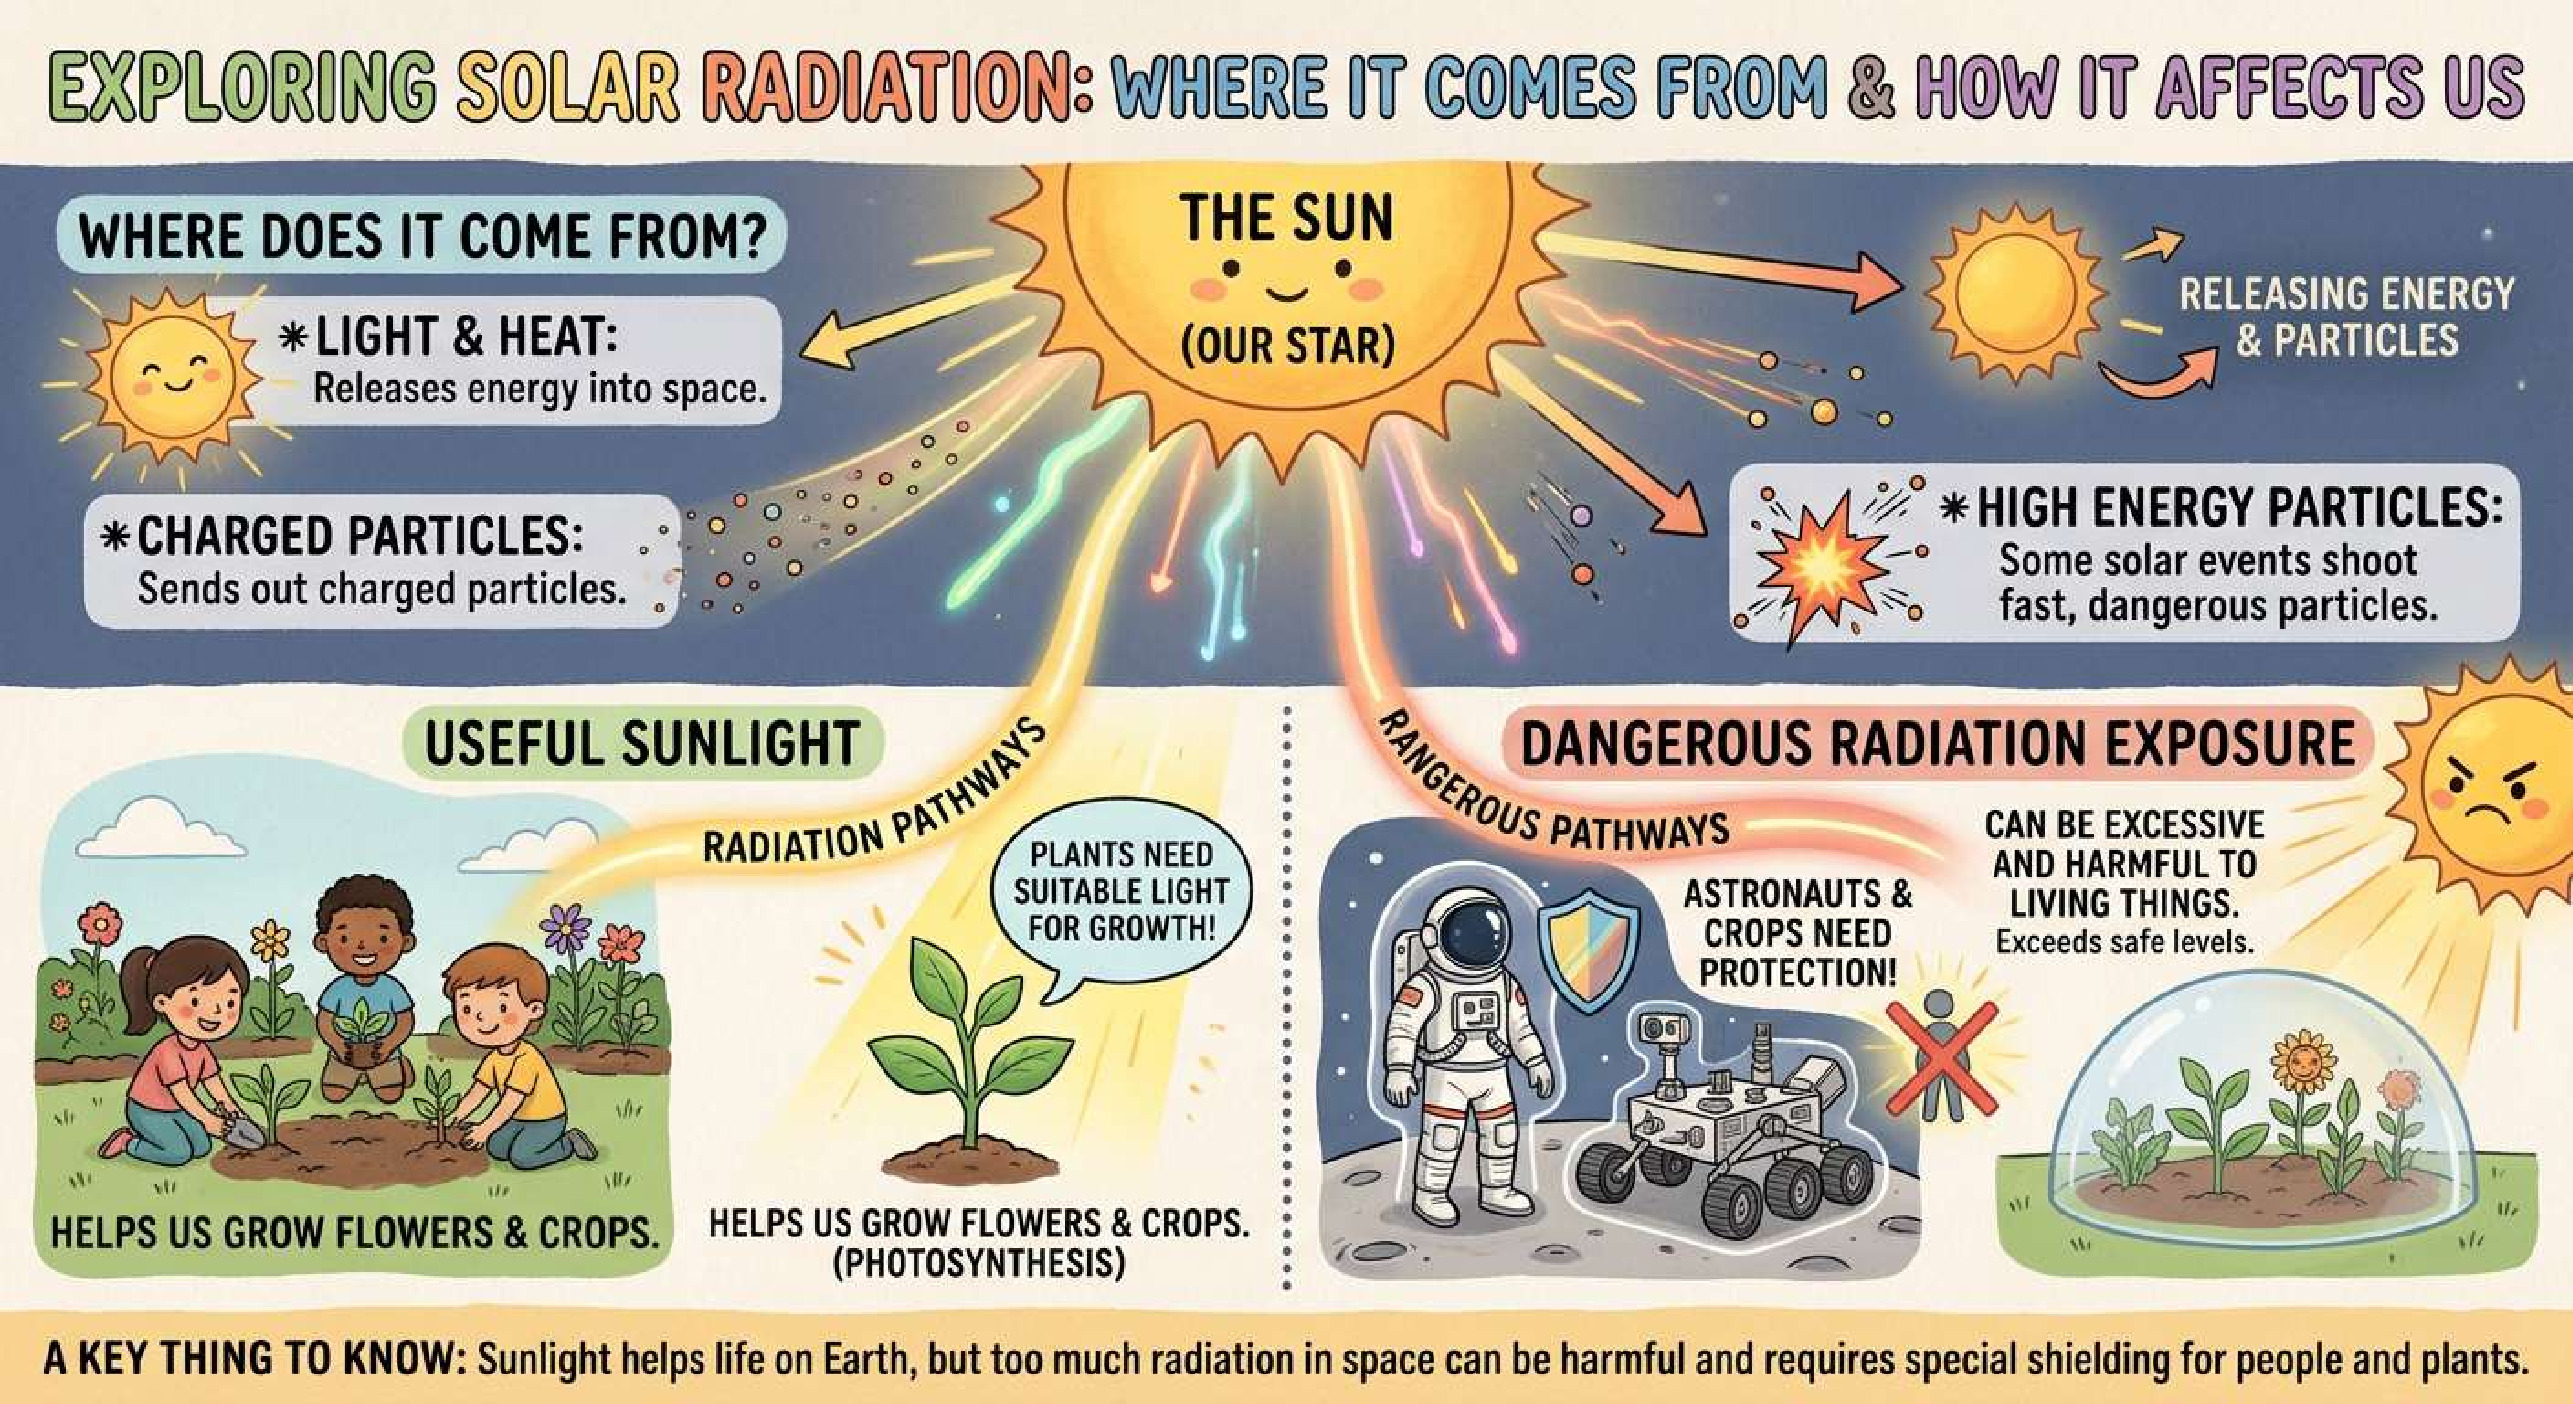 EXPLORING SOLAR RADIATION: WHERE IT COMES FROM & HOW IT AFFECTS US
WHERE DOES IT COME FROM?
* LIGHT & HEAT:
Releases energy into space.
* CHARGED PARTICLES:
Sends out charged particles.
THE SUN
(OUR STAR)
RELEASING ENERGY
& PARTICLES
* HIGH ENERGY PARTICLES:
Some solar events shoot
fast, dangerous particles.
USEFUL SUNLIGHT
RADIATION PATHWAYS
PLANTS NEED
SUITABLE LIGHT
FOR GROWTH!
HELPS US GROW FLOWERS & CROPS.
HELPS US GROW FLOWERS & CROPS.
(PHOTOSYNTHESIS)
DANGEROUS RADIATION EXPOSURE
RANGEROUS PATHWAYS
ASTRONAUTS &
CROPS NEED
PROTECTION!
CAN BE EXCESSIVE
AND HARMFUL TO
LIVING THINGS.
Exceeds safe levels.
A KEY THING TO KNOW: Sunlight helps life on Earth, but too much radiation in space can be harmful and requires special shielding for people and plants.